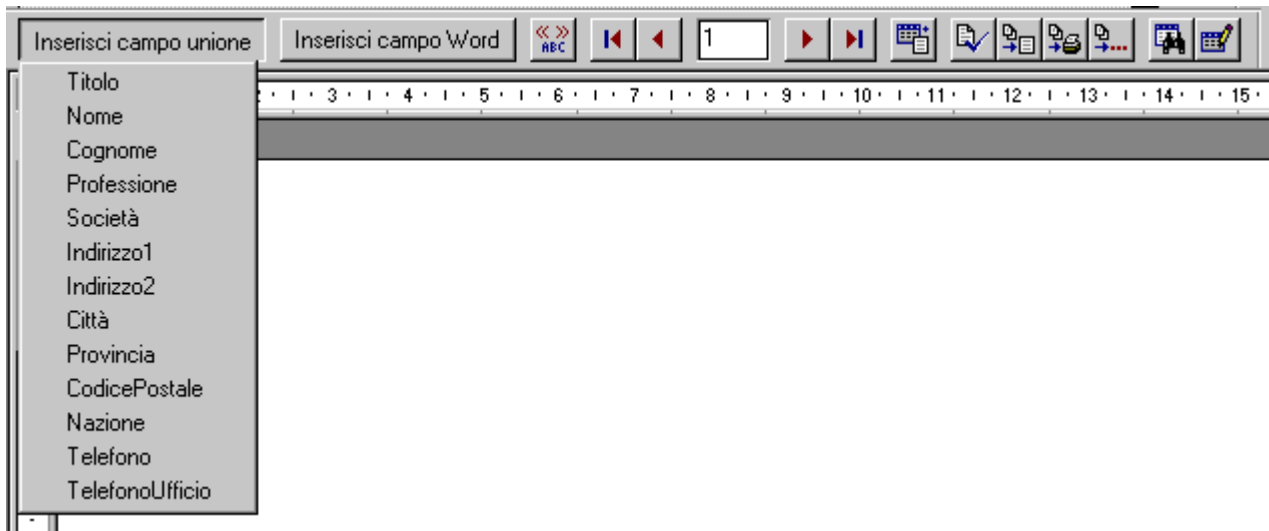 Inserisci campo unione Inserisci campo Word « » ABC 1
2 3 4 5 6 7 8 9 10 11 12 13 14 15
Titolo
Nome
Cognome
Professione
Società
Indirizzo1
Indirizzo2
Città
Provincia
CodicePostale
Nazione
Telefono
TelefonoUfficio